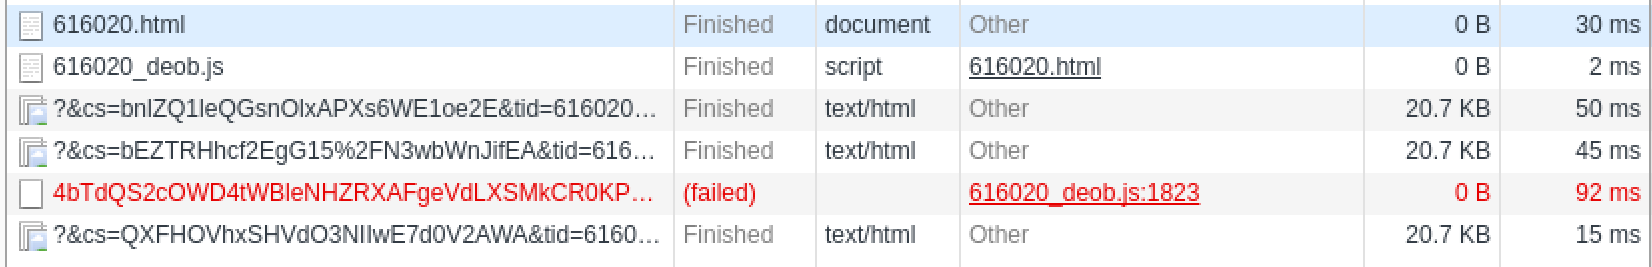 616020.html Finished document Other 0 B 30 ms
616020_deob.js Finished script 616020.html 0 B 2 ms
?&cs=bnlZQ1leQGsnOlxAPXs6WE1oe2E&tid=616020... Finished text/html Other 20.7 KB 50 ms
?&cs=bEZTRHhcf2EgG15%2FN3wbWnJifEA&tid=616... Finished text/html Other 20.7 KB 45 ms
4bTdQS2cOWD4tWBleNHZRXAFgeVdLXSMkCR0KP... (failed) 616020_deob.js:1823 0 B 92 ms
?&cs=QXFHOVhxSHVdO3NIIwE7d0V2AWA&tid=6160... Finished text/html Other 20.7 KB 15 ms